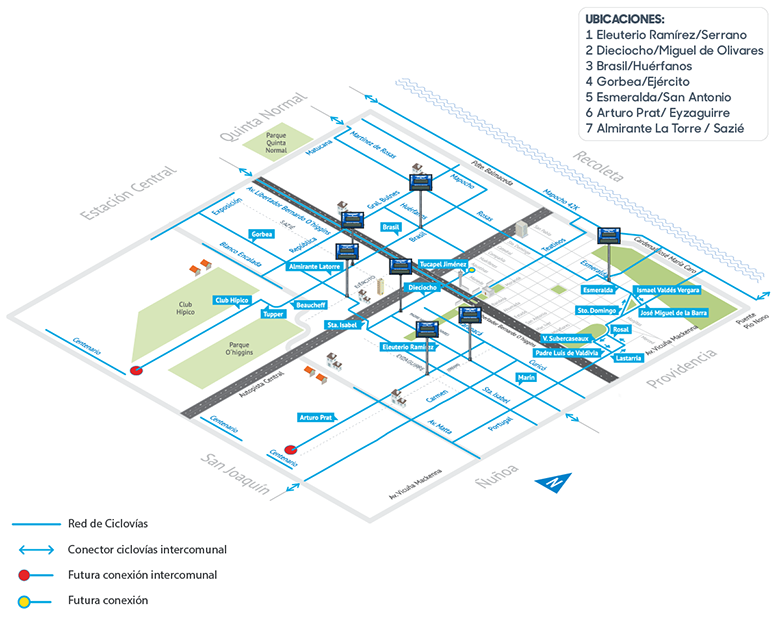 UBICACIONES:
1 Eleuterio Ramírez/Serrano
2 Dieciocho/Miguel de Olivares
3 Brasil/Huérfanos
4 Gorbea/Ejército
5 Esmeralda/San Antonio
6 Arturo Prat/ Eyzaguirre
7 Almirante La Torre / Sazié
Quinta Normal
Recoleta
Parque
Quinta
Normal
Matucana
Martínez de Rosas
Pdte. Balmaceda
Estación Central
Mapocho
Mapocho 42K
Exposición
Av. Libertador Bernardo O'higgins
Gral. Bulnes
Huérfanos
Rosas
SAZIÉ
Gorbea
República
Brasil
Brasil
Teatinos
Cardenal José María Caro
Blanco Encalada
Almirante Latorre
Tucapel Jiménez
Esmeralda
EJÉRCITO
Dieciocho
Esmeralda
Ismael Valdés Vergara
Club Hípico
Beaucheff
Club
Hípico
Tupper
Sto. Domingo
José Miguel de la Barra
Puente
Pío Nono
Sta. Isabel
Bernardo O'higgins
Rosal
Centenario
Parque
O'higgins
Eleuterio Ramírez
V. Subercaseaux
Av. Vicuña Mackenna
Padre Luis de Valdivia
Lastarria
Providencia
Curicó
Autopista Central
Marín
Carmen
Sta. Isabel
Arturo Prat
Centenario
Av. Matta
Portugal
Centenario
San Joaquín
Av. Vicuña Mackenna
Ñuñoa
N
Red de Ciclovías
Conector ciclovías intercomunal
Futura conexión intercomunal
Futura conexión